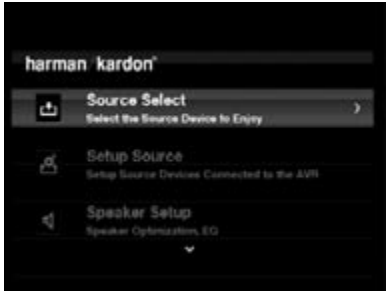 harman/kardon®
Source Select
Select the Source Device to Enjoy
Setup Source
Setup Source Devices Connected to the AVR
Speaker Setup
Speaker Optimization, EQ